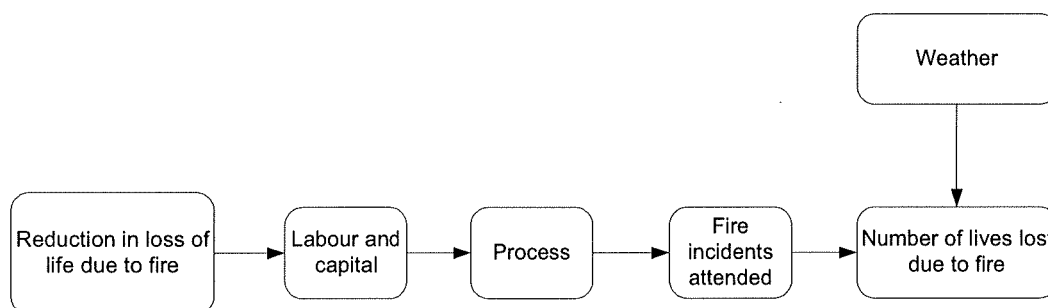 Weather
Reduction in loss of
life due to fire
Labour and
capital
Process
Fire
incidents
attended
Number of lives lost
due to fire